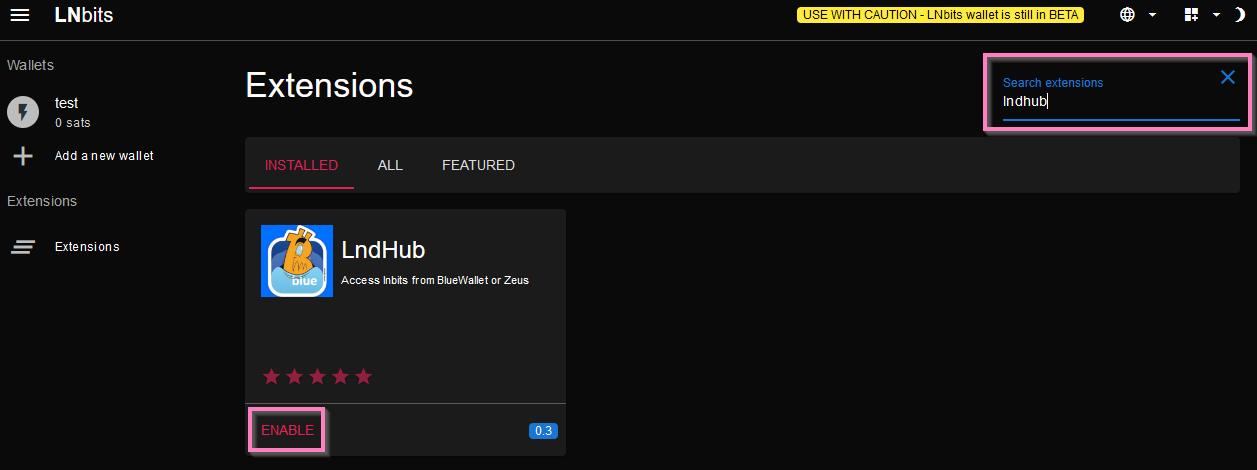 LNbits
USE WITH CAUTION - LNbits wallet is still in BETA
Wallets
test
0 sats
Add a new wallet
Extensions
Extensions
Extensions
Search extensions
lndhub
INSTALLED
ALL
FEATURED
blue
LndHub
Access lnbits from BlueWallet or Zeus
ENABLE
0.3